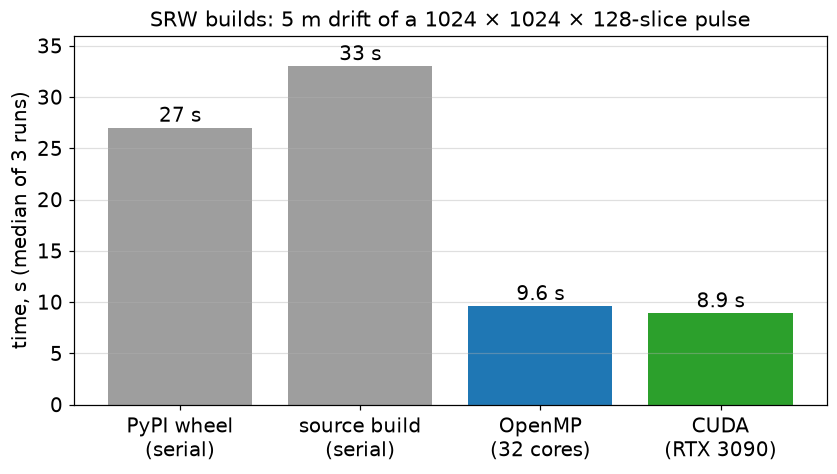 SRW builds: 5 m drift of a 1024 × 1024 × 128-slice pulse
time, s (median of 3 runs)
35
30
25
20
15
10
5
0
27 s
33 s
9.6 s
8.9 s
PyPI wheel
(serial)
source build
(serial)
OpenMP
(32 cores)
CUDA
(RTX 3090)